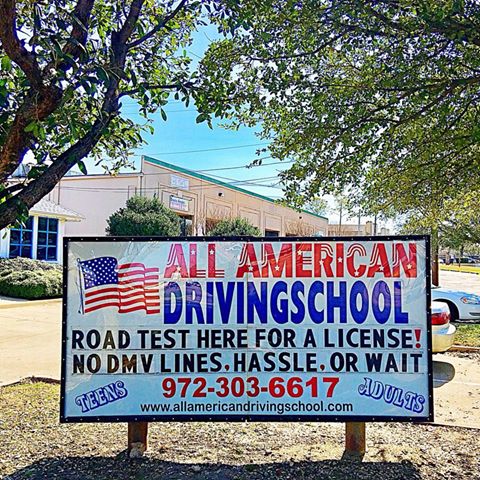 ALL AMERICAN
DRIVINGSCHOOL
ROAD TEST HERE FOR A LICENSE!
NO DMV LINES, HASSLE, OR WAIT
TEENS 972-303-6617 ADULTS
www.allamericandrivingschool.com